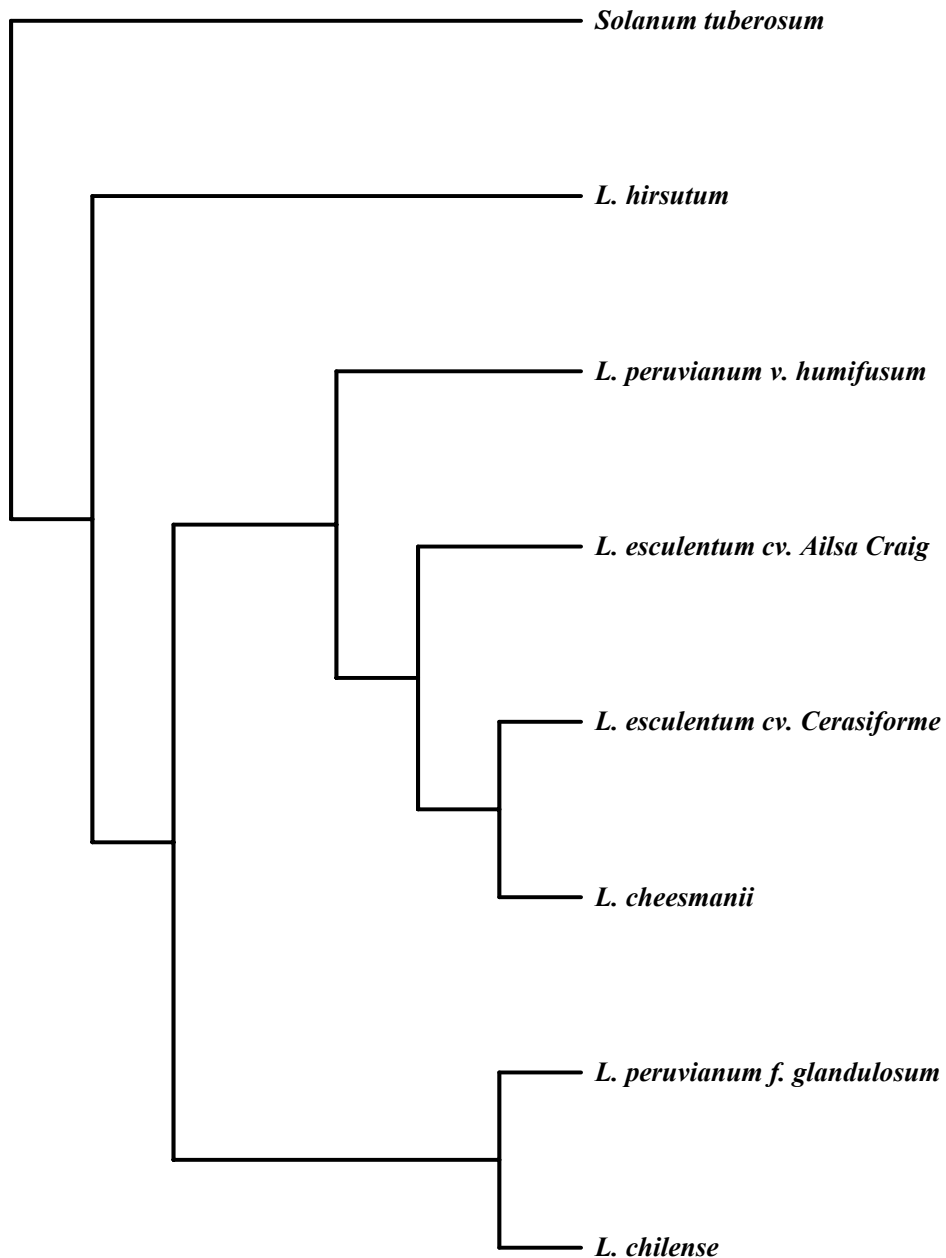 Solanum tuberosum
L. hirsutum
L. peruvianum v. humifusum
L. esculentum cv. Ailsa Craig
L. esculentum cv. Cerasiforme
L. cheesmanii
L. peruvianum f. glandulosum
L. chilense